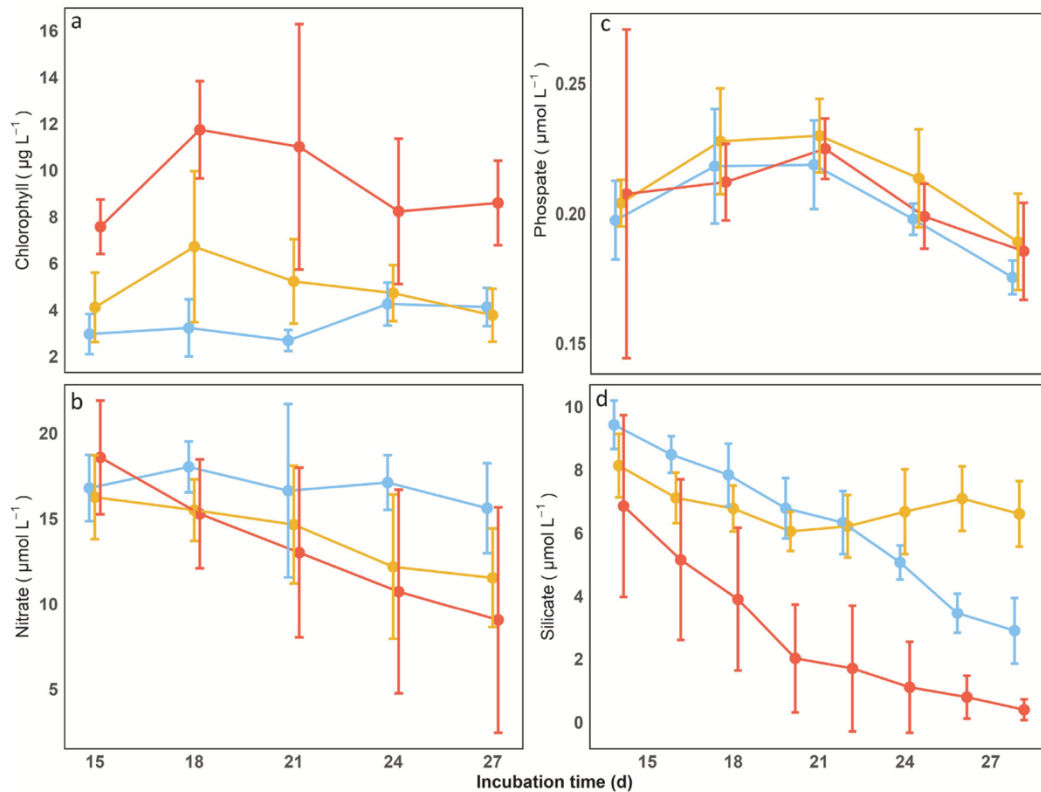 a
16
14
12
10
8
6
4
2
Chlorophyll ( µg L⁻¹ )
c
0.25
0.20
0.15
Phospate ( µmol L⁻¹ )
b
20
15
10
5
Nitrate ( µmol L⁻¹ )
d
10
8
6
4
2
0
Silicate ( µmol L⁻¹ )
15 18 21 24 27
15 18 21 24 27
Incubation time (d)